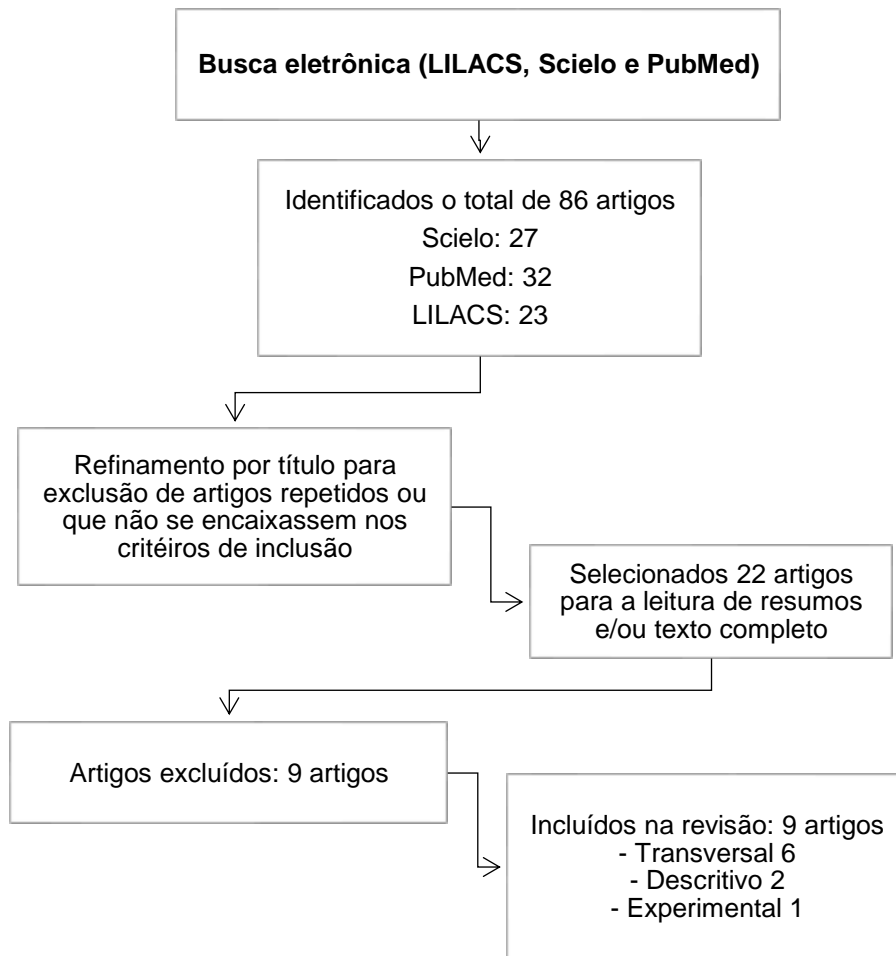 Busca eletrônica (LILACS, Scielo e PubMed)
Identificados o total de 86 artigos
Scielo: 27
PubMed: 32
LILACS: 23
Refinamento por título para
exclusão de artigos repetidos ou
que não se encaixassem nos
critéiros de inclusão
Selecionados 22 artigos
para a leitura de resumos
e/ou texto completo
Artigos excluídos: 9 artigos
Incluídos na revisão: 9 artigos
- Transversal 6
- Descritivo 2
- Experimental 1